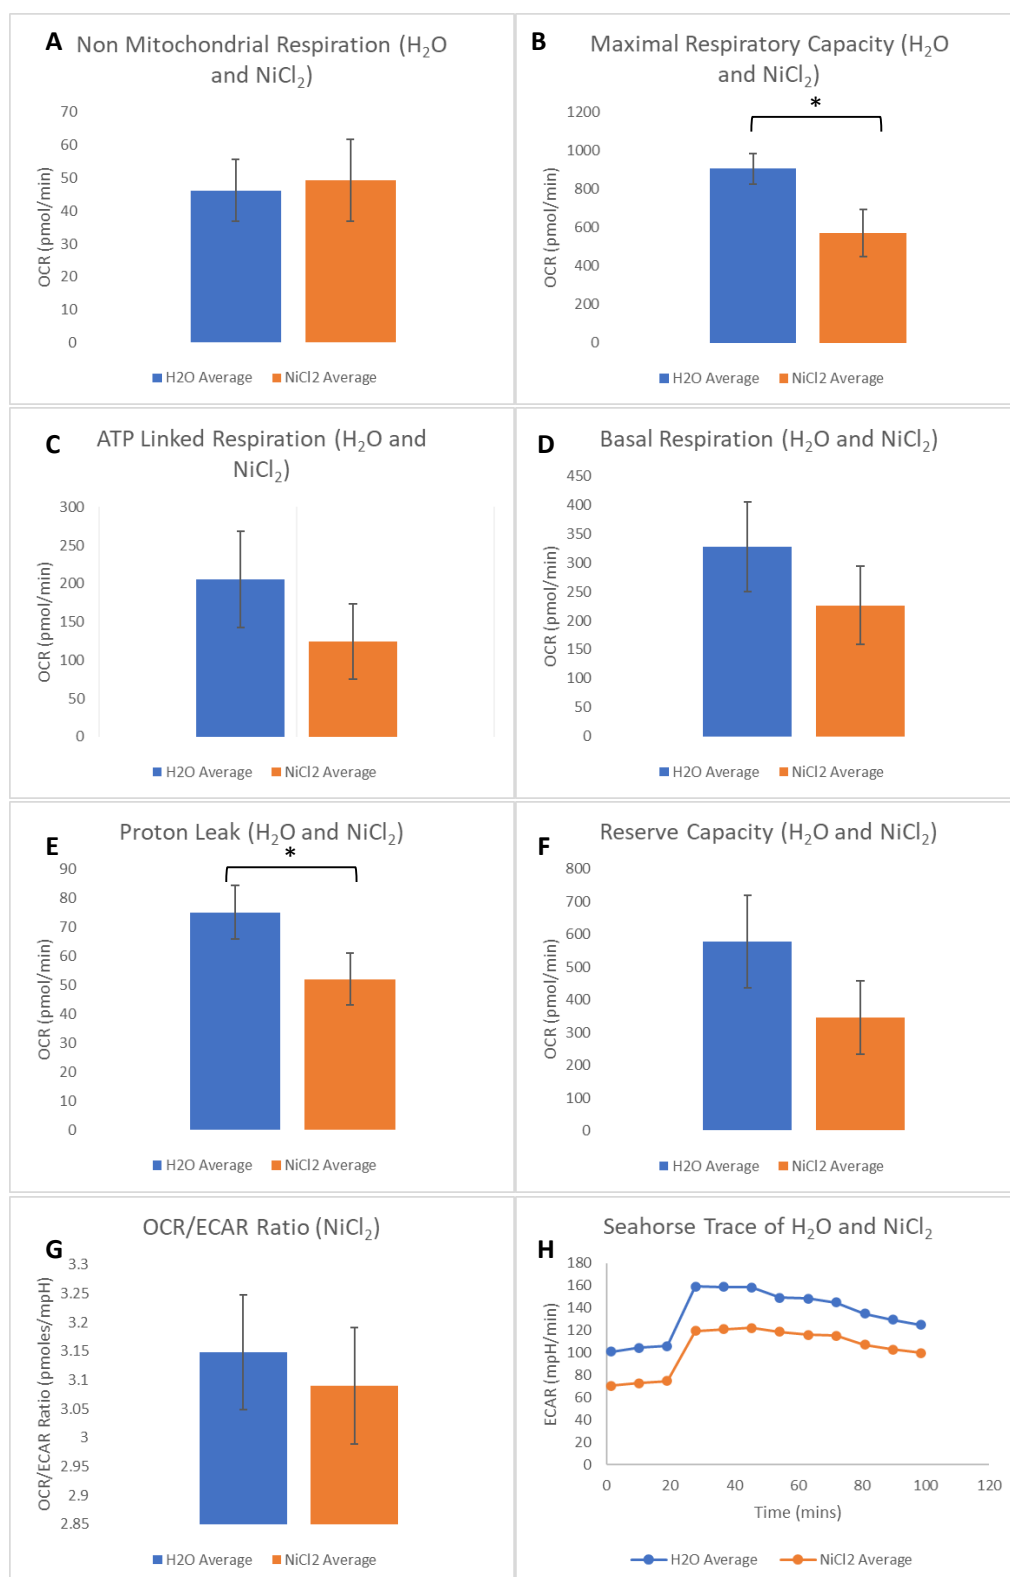 A Non Mitochondrial Respiration (H₂O
and NiCl₂)
OCR (pmol/min)
70
60
50
40
30
20
10
0
H2O Average NiCl2 Average
B Maximal Respiratory Capacity (H₂O
and NiCl₂)
*
OCR (pmol/min)
1200
1000
800
600
400
200
0
H2O Average NiCl2 Average
C ATP Linked Respiration (H₂O and
NiCl₂)
OCR (pmol/min)
300
250
200
150
100
50
0
H2O Average NiCl2 Average
D Basal Respiration (H₂O and NiCl₂)
OCR (pmol/min)
450
400
350
300
250
200
150
100
50
0
H2O Average NiCl2 Average
E Proton Leak (H₂O and NiCl₂)
*
OCR (pmol/min)
90
80
70
60
50
40
30
20
10
0
H2O Average NiCl2 Average
F Reserve Capacity (H₂O and NiCl₂)
OCR (pmol/min)
800
700
600
500
400
300
200
100
0
H2O Average NiCl2 Average
G OCR/ECAR Ratio (NiCl₂)
OCR/ECAR Ratio (pmoles/mpH)
3.3
3.25
3.2
3.15
3.1
3.05
3
2.95
2.9
2.85
H2O Average NiCl2 Average
H Seahorse Trace of H₂O and NiCl₂
ECAR (mpH/min)
180
160
140
120
100
80
60
40
20
0
0 20 40 60 80 100 120
Time (mins)
H2O Average NiCl2 Average